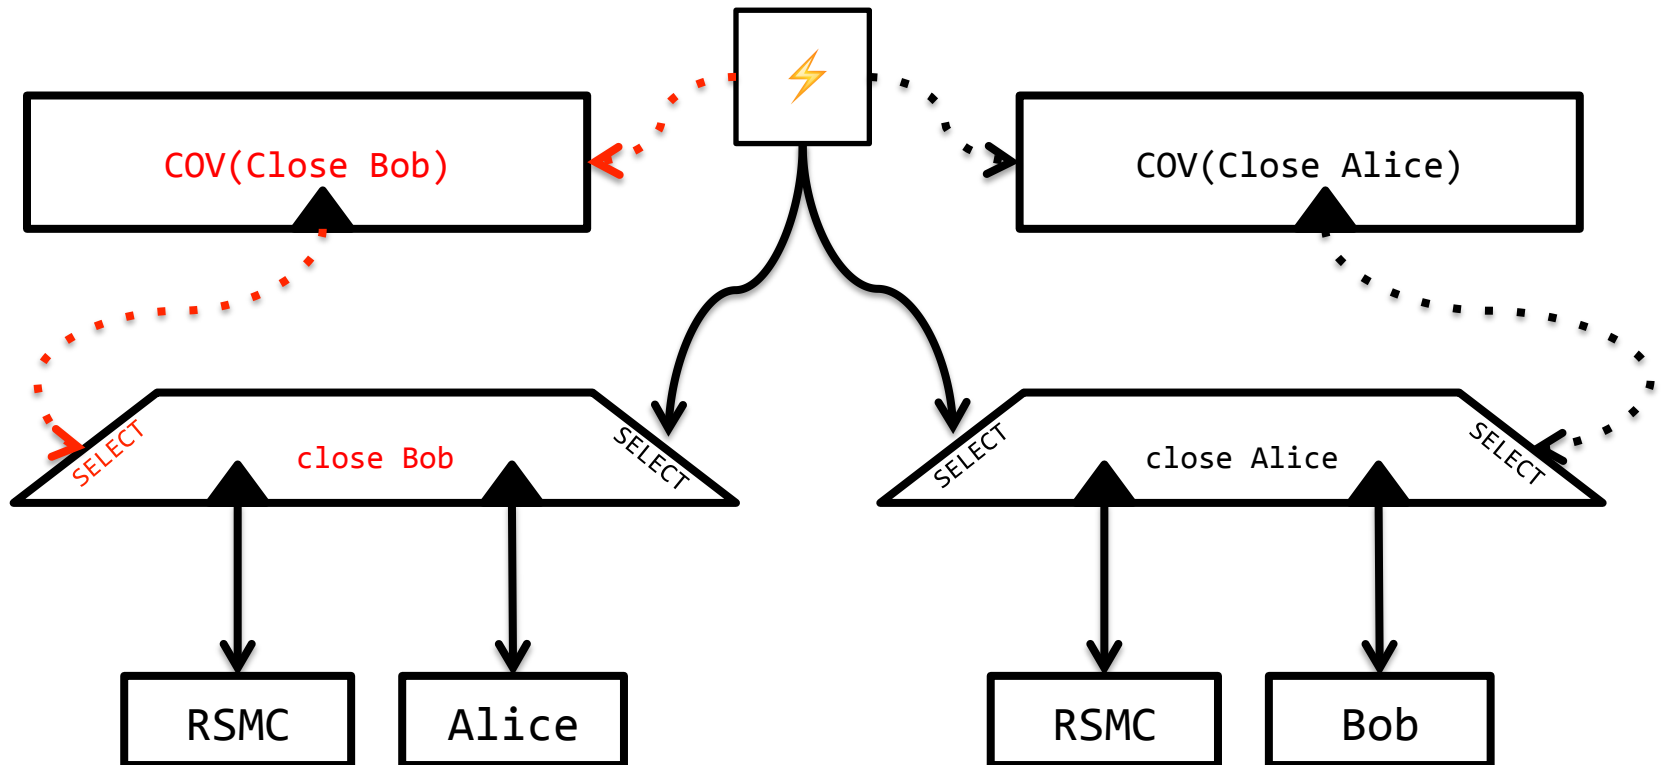 ⚡
COV(Close Bob)
COV(Close Alice)
SELECT
close Bob
SELECT
SELECT
close Alice
SELECT
RSMC
Alice
RSMC
Bob